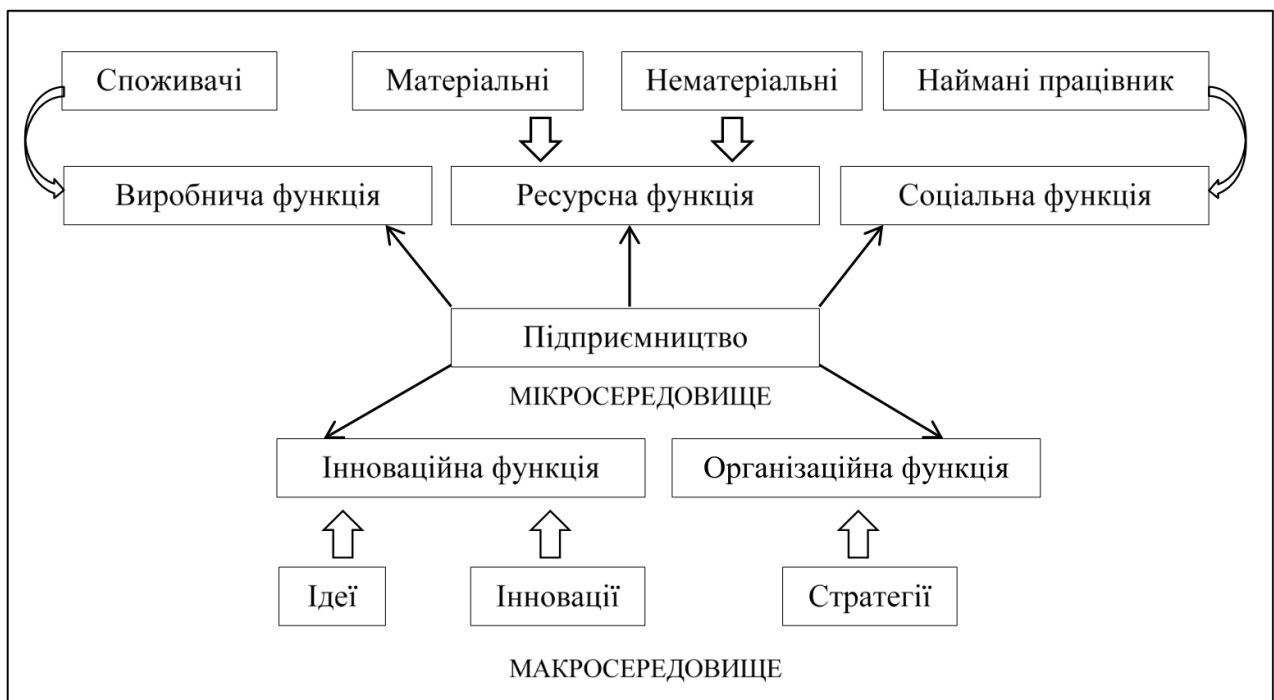 Споживачі
Матеріальні
Нематеріальні
Наймані працівник
Виробнича функція
Ресурсна функція
Соціальна функція
Підприємництво
МІКРОСЕРЕДОВИЩЕ
Інноваційна функція
Організаційна функція
Ідеї
Інновації
Стратегії
МАКРОСЕРЕДОВИЩЕ